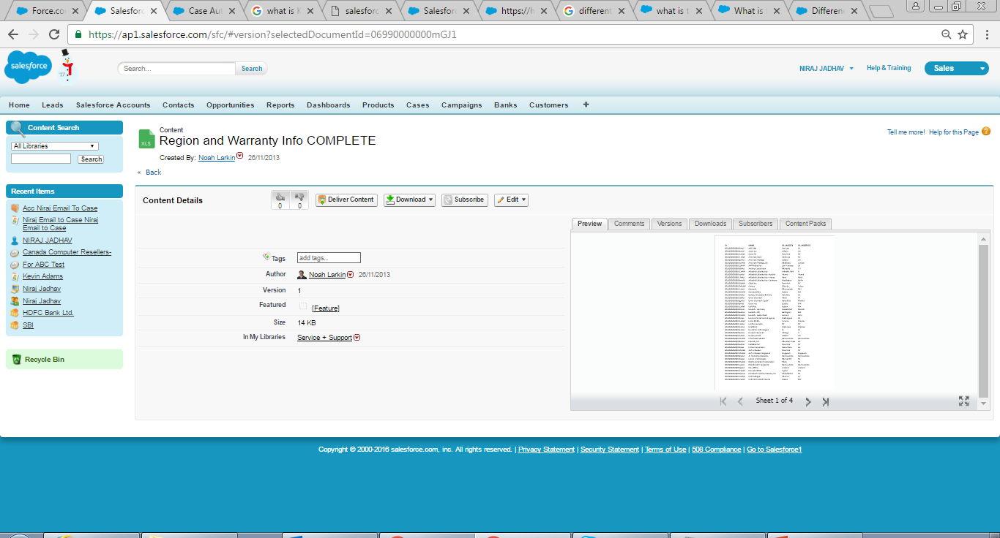 Force.co
Salesfor
Case Aut
what is K
salesfor
Salesfor
https://h
different
what is t
What is
Differen
https://ap1.salesforce.com/sfc/#version?selectedDocumentId=06990000000mGJ1
salesforce
'17
Search...
Search
NIRAJ JADHAV
Help & Training
Sales
Home Leads Salesforce Accounts Contacts Opportunities Reports Dashboards Products Cases Campaigns Banks Customers +
Content Search
All Libraries
Search
Recent Items
Acc Niraj Email To Case
Niraj Email to Case Niraj
Email to Case
NIRAJ JADHAV
Canada Computer Resellers-
For ABC Test
Kevin Adams
Niraj Jadhav
Niraj Jadhav
HDFC Bank Ltd.
SBI
Recycle Bin
XLS
Content
Region and Warranty Info COMPLETE
Created By: Noah Larkin 26/11/2013
Tell me more! Help for this Page ?
« Back
Content Details
0 0
Deliver Content
Download
Subscribe
Edit
Tags add tags...
Author Noah Larkin 26/11/2013
Version 1
Featured [Feature]
Size 14 KB
In My Libraries Service + Support
Preview Comments Versions Downloads Subscribers Content Packs
Sheet 1 of 4
Copyright © 2000-2016 salesforce.com, inc. All rights reserved. | Privacy Statement | Security Statement | Terms of Use | 508 Compliance | Go to Salesforce1